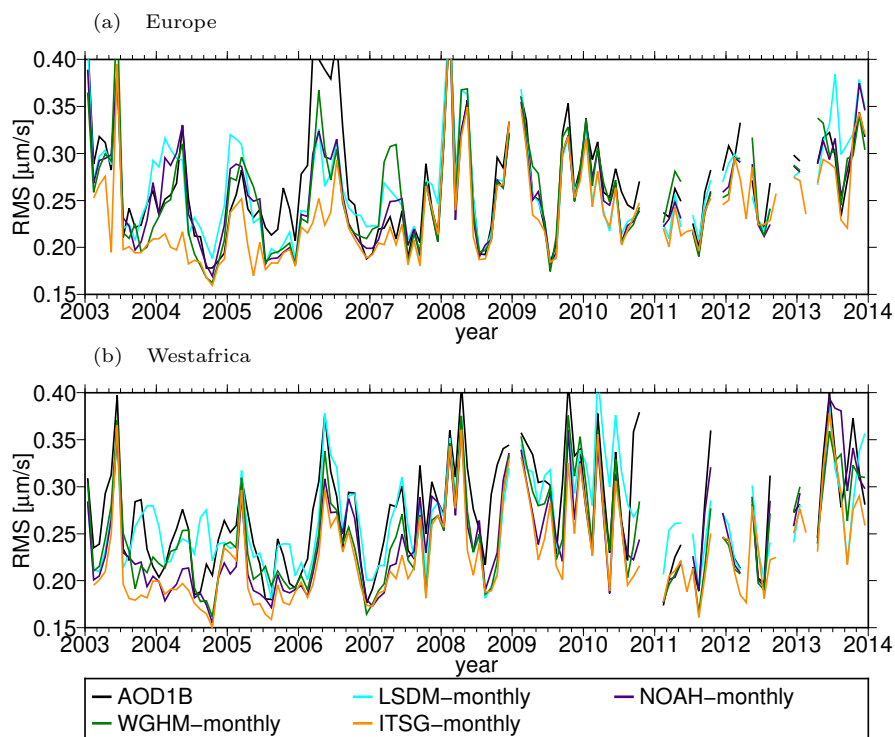 (a) Europe
0.40
0.35
0.30
0.25
0.20
0.15
RMS [µm/s]
2003 2004 2005 2006 2007 2008 2009 2010 2011 2012 2013 2014
year
(b) Westafrica
0.40
0.35
0.30
0.25
0.20
0.15
RMS [µm/s]
2003 2004 2005 2006 2007 2008 2009 2010 2011 2012 2013 2014
year
AOD1B LSDM−monthly NOAH−monthly
WGHM−monthly ITSG−monthly